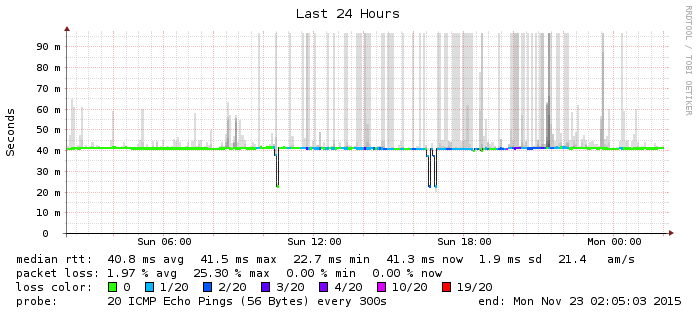 Last 24 Hours
RRDTOOL / TOBI OETIKER
Seconds
90 m
80 m
70 m
60 m
50 m
40 m
30 m
20 m
10 m
0
Sun 06:00 Sun 12:00 Sun 18:00 Mon 00:00
median rtt: 40.8 ms avg 41.5 ms max 22.7 ms min 41.3 ms now 1.9 ms sd 21.4 am/s
packet loss: 1.97 % avg 25.30 % max 0.00 % min 0.00 % now
loss color: 0 1/20 2/20 3/20 4/20 10/20 19/20
probe: 20 ICMP Echo Pings (56 Bytes) every 300s end: Mon Nov 23 02:05:03 2015